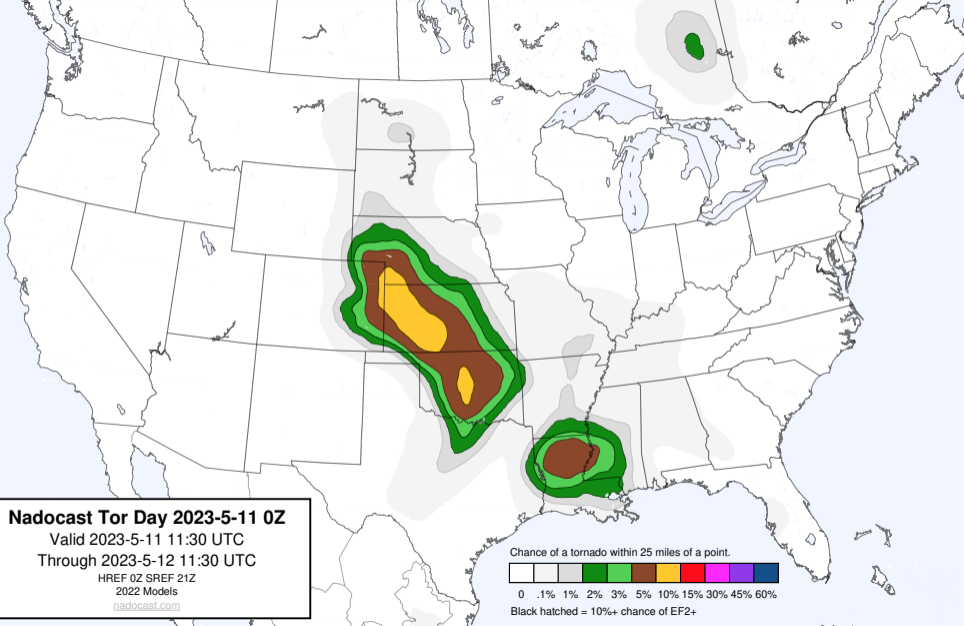 Nadocast Tor Day 2023-5-11 0Z
Valid 2023-5-11 11:30 UTC
Through 2023-5-12 11:30 UTC
HREF 0Z SREF 21Z
2022 Models
nadocast.com
Chance of a tornado within 25 miles of a point.
0 .1% 1% 2% 3% 5% 10% 15% 30% 45% 60%
Black hatched = 10%+ chance of EF2+